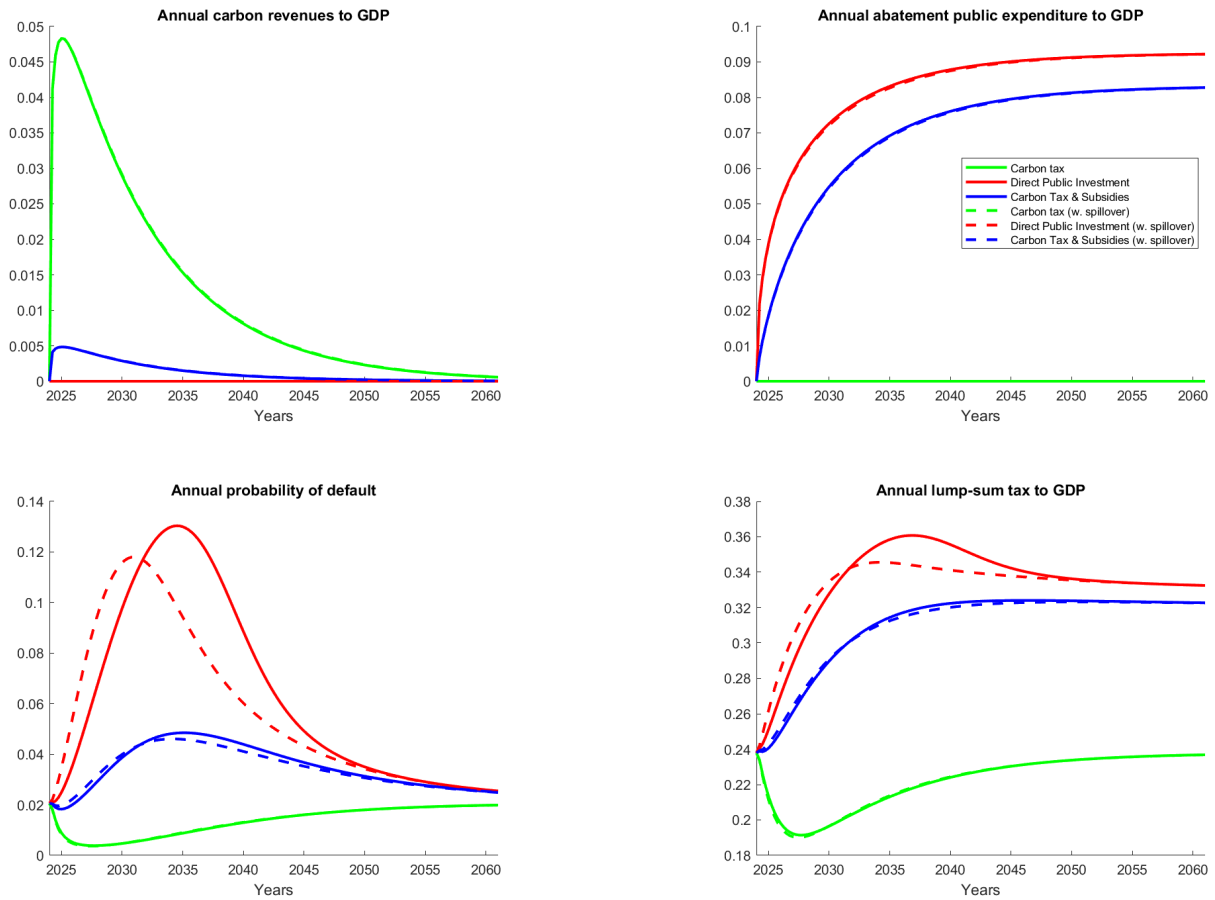 Annual carbon revenues to GDP
0.05
0.045
0.04
0.035
0.03
0.025
0.02
0.015
0.01
0.005
0
2025 2030 2035 2040 2045 2050 2055 2060
Years
Annual abatement public expenditure to GDP
0.1
0.09
0.08
0.07
0.06
0.05
0.04
0.03
0.02
0.01
0
2025 2030 2035 2040 2045 2050 2055 2060
Years
Carbon tax
Direct Public Investment
Carbon Tax & Subsidies
Carbon tax (w. spillover)
Direct Public Investment (w. spillover)
Carbon Tax & Subsidies (w. spillover)
Annual probability of default
0.14
0.12
0.1
0.08
0.06
0.04
0.02
0
2025 2030 2035 2040 2045 2050 2055 2060
Years
Annual lump-sum tax to GDP
0.38
0.36
0.34
0.32
0.3
0.28
0.26
0.24
0.22
0.2
0.18
2025 2030 2035 2040 2045 2050 2055 2060
Years